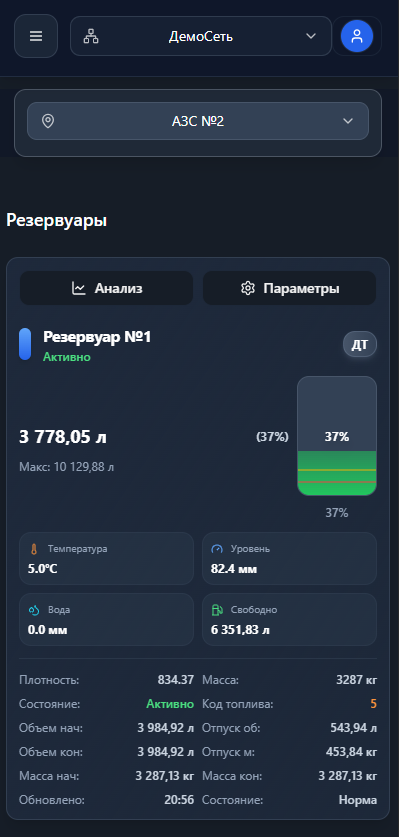 ДемоСеть
АЗС №2
Резервуары
Анализ Параметры
Резервуар №1
Активно
ДТ
3 778,05 л (37%) 37%
Макс: 10 129,88 л
37%
Температура Уровень
5.0°C 82.4 мм
Вода Свободно
0.0 мм 6 351,83 л
Плотность: 834.37 Масса: 3287 кг
Состояние: Активно Код топлива: 5
Объем нач: 3 984,92 л Отпуск об: 543,94 л
Объем кон: 3 984,92 л Отпуск м: 453,84 кг
Масса нач: 3 287,13 кг Масса кон: 3 287,13 кг
Обновлено: 20:56 Состояние: Норма